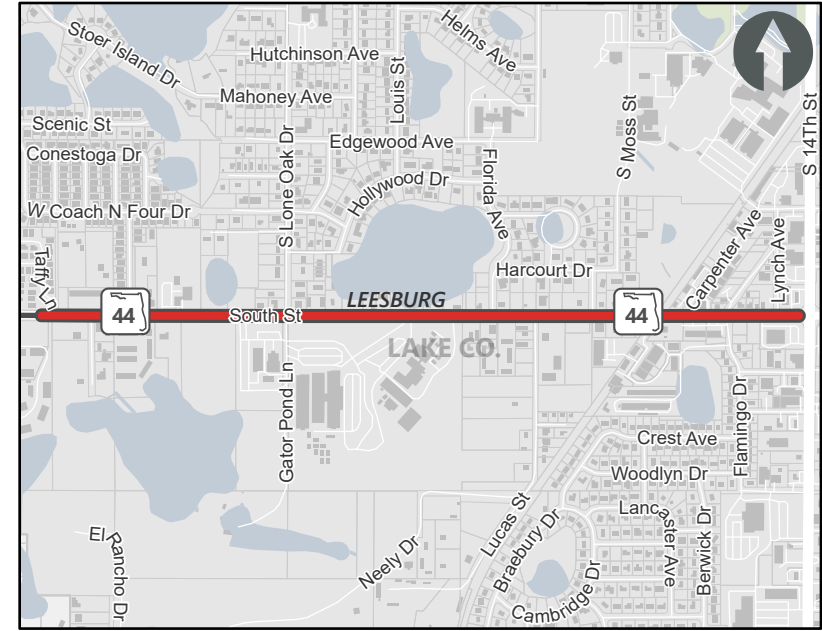 Helms Ave
Stoer Island Dr
Hutchinson Ave
Louis St
Mahoney Ave
S 14Th St
S Moss St
Scenic St
Edgewood Ave
Conestoga Dr
S Lone Oak Dr
Hollywood Dr
Florida Ave
W Coach N Four Dr
Carpenter Ave
Lynch Ave
Taffy Ln
Harcourt Dr
LEESBURG
44
South St
44
LAKE CO.
Gator Pond Ln
Flamingo Dr
Crest Ave
Woodlyn Dr
Lancaster Ave
Lucas St
Braebury Dr
Berwick Dr
El Rancho Dr
Neely Dr
Cambridge Dr